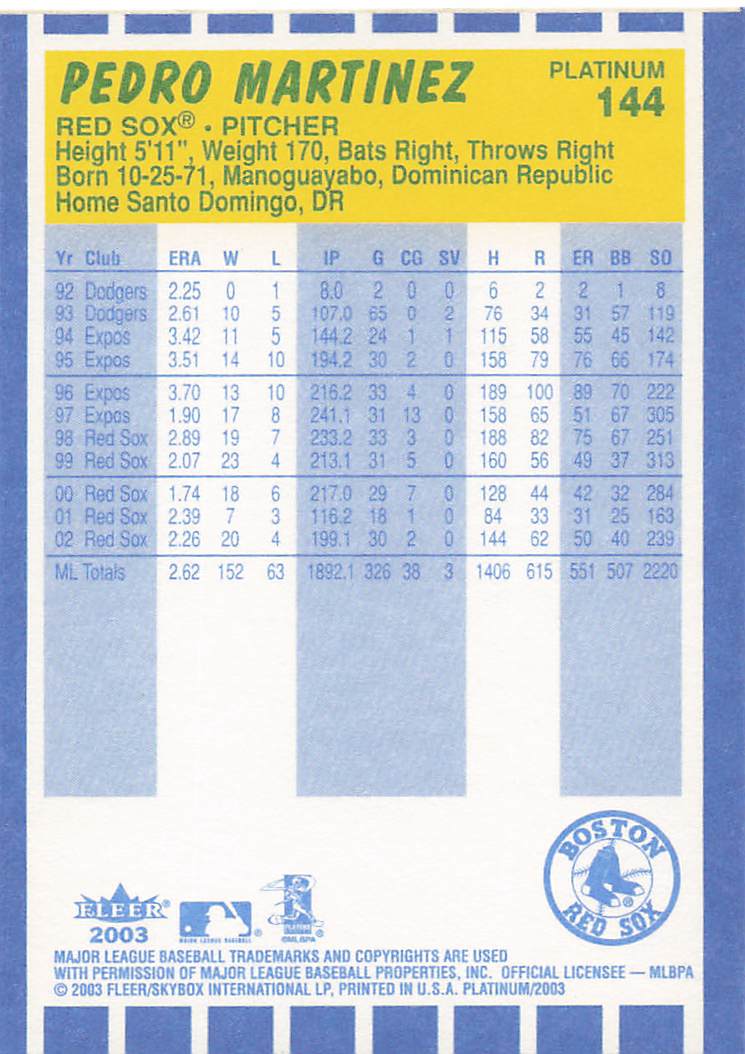 PEDRO MARTINEZ
PLATINUM
144
RED SOX® · PITCHER
Height 5'11", Weight 170, Bats Right, Throws Right
Born 10-25-71, Manoguayabo, Dominican Republic
Home Santo Domingo, DR
Yr Club ERA W L IP G CG SV H R ER BB SO
92 Dodgers 2.25 0 1 8.0 2 0 0 6 2 2 1 8
93 Dodgers 2.61 10 5 107.0 65 0 2 76 34 31 57 119
94 Expos 3.42 11 5 144.2 24 1 1 115 58 55 45 142
95 Expos 3.51 14 10 194.2 30 2 0 158 79 76 66 174
96 Expos 3.70 13 10 216.2 33 4 0 189 100 89 70 222
97 Expos 1.90 17 8 241.1 31 13 0 158 65 51 67 305
98 Red Sox 2.89 19 7 233.2 33 3 0 188 82 75 67 251
99 Red Sox 2.07 23 4 213.1 31 5 0 160 56 49 37 313
00 Red Sox 1.74 18 6 217.0 29 7 0 128 44 42 32 284
01 Red Sox 2.39 7 3 116.2 18 1 0 84 33 31 25 163
02 Red Sox 2.26 20 4 199.1 30 2 0 144 62 50 40 239
ML Totals 2.62 152 63 1892.1 326 38 3 1406 615 551 507 2220
BOSTON
RED SOX
®
FLEER®
2003
MAJOR LEAGUE BASEBALL
®
PLAYERS
©MLBPA
MAJOR LEAGUE BASEBALL TRADEMARKS AND COPYRIGHTS ARE USED
WITH PERMISSION OF MAJOR LEAGUE BASEBALL PROPERTIES, INC. OFFICIAL LICENSEE — MLBPA
© 2003 FLEER/SKYBOX INTERNATIONAL LP, PRINTED IN U.S.A. PLATINUM/2003